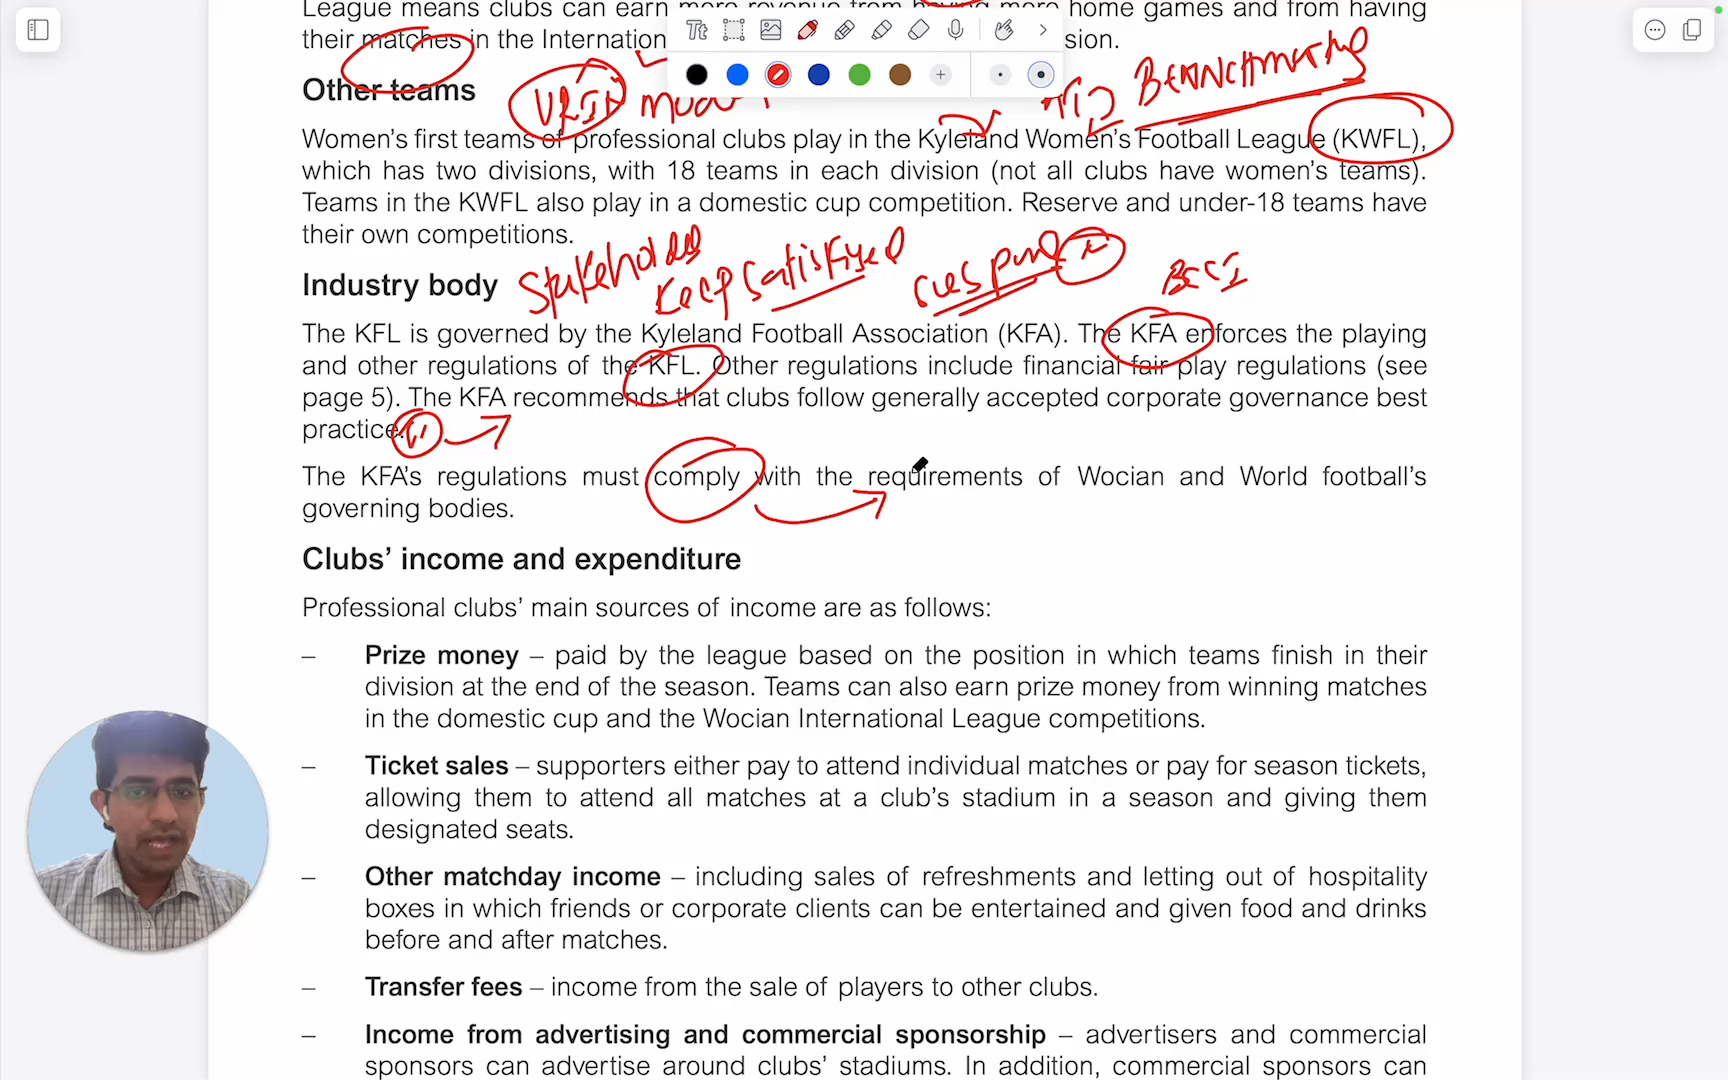 League means clubs can earn more revenue from having more home games and from having
their matches in the Internation sion.
Tt
Other teams
VRIN mod
BENCHMARKING
Women's first teams of professional clubs play in the Kyleland Women's Football League (KWFL),
which has two divisions, with 18 teams in each division (not all clubs have women's teams).
Teams in the KWFL also play in a domestic cup competition. Reserve and under-18 teams have
their own competitions.
Industry body
Stakeholder
Keep Satisfied
suspend
BCCI
The KFL is governed by the Kyleland Football Association (KFA). The KFA enforces the playing
and other regulations of the KFL. Other regulations include financial fair play regulations (see
page 5). The KFA recommends that clubs follow generally accepted corporate governance best
practice.
The KFA's regulations must comply with the requirements of Wocian and World football's
governing bodies.
Clubs' income and expenditure
Professional clubs' main sources of income are as follows:
– Prize money – paid by the league based on the position in which teams finish in their
division at the end of the season. Teams can also earn prize money from winning matches
in the domestic cup and the Wocian International League competitions.
– Ticket sales – supporters either pay to attend individual matches or pay for season tickets,
allowing them to attend all matches at a club's stadium in a season and giving them
designated seats.
– Other matchday income – including sales of refreshments and letting out of hospitality
boxes in which friends or corporate clients can be entertained and given food and drinks
before and after matches.
– Transfer fees – income from the sale of players to other clubs.
– Income from advertising and commercial sponsorship – advertisers and commercial
sponsors can advertise around clubs' stadiums. In addition, commercial sponsors can